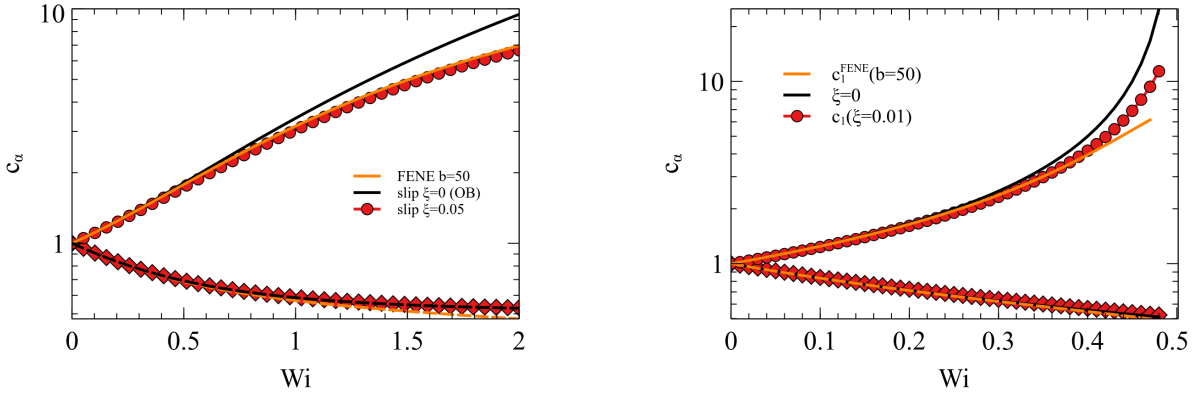 10
1
c_α
0
0.5
1
1.5
2
Wi
FENE b=50
slip ξ=0 (OB)
slip ξ=0.05
10
1
c_α
0
0.1
0.2
0.3
0.4
0.5
Wi
c₁^FENE(b=50)
ξ=0
c₁(ξ=0.01)